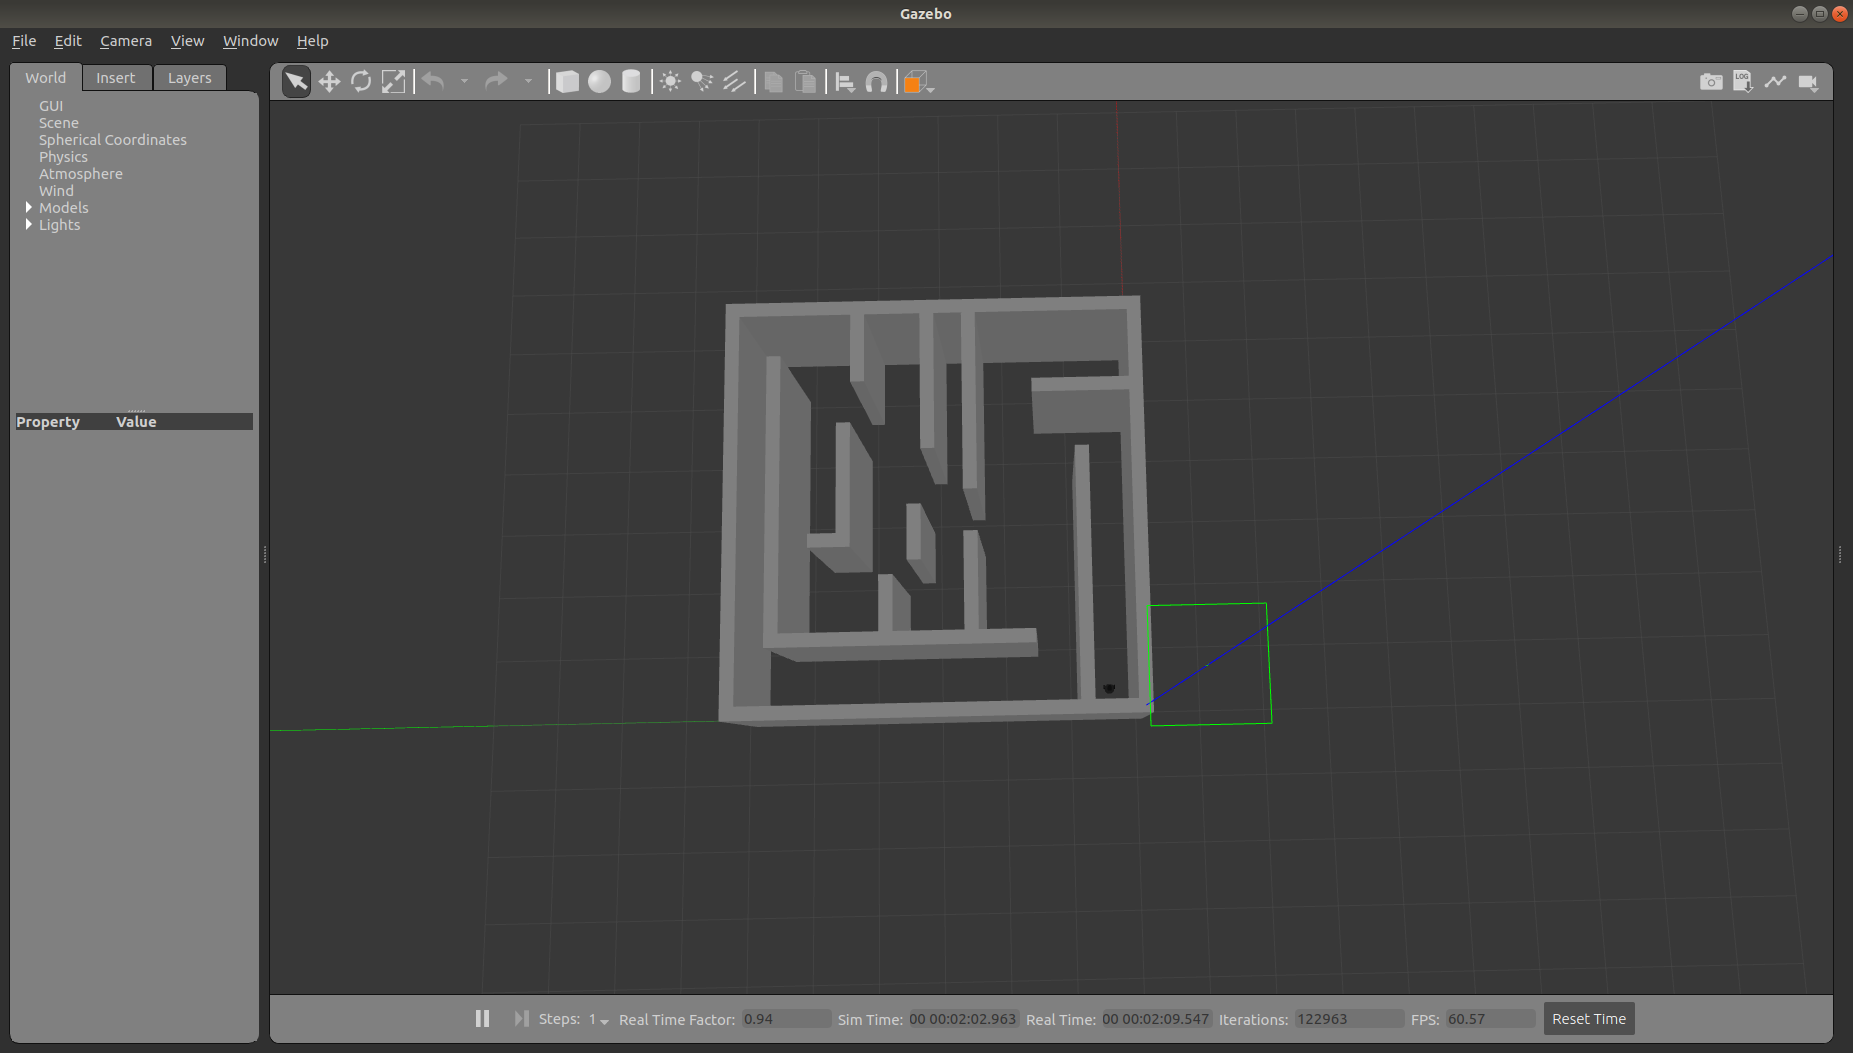 Gazebo
File Edit Camera View Window Help
World Insert Layers
LOG
GUI
Scene
Spherical Coordinates
Physics
Atmosphere
Wind
Models
Lights
Property Value
Steps: 1 Real Time Factor: 0.94 Sim Time: 00 00:02:02.963 Real Time: 00 00:02:09.547 Iterations: 122963 FPS: 60.57 Reset Time